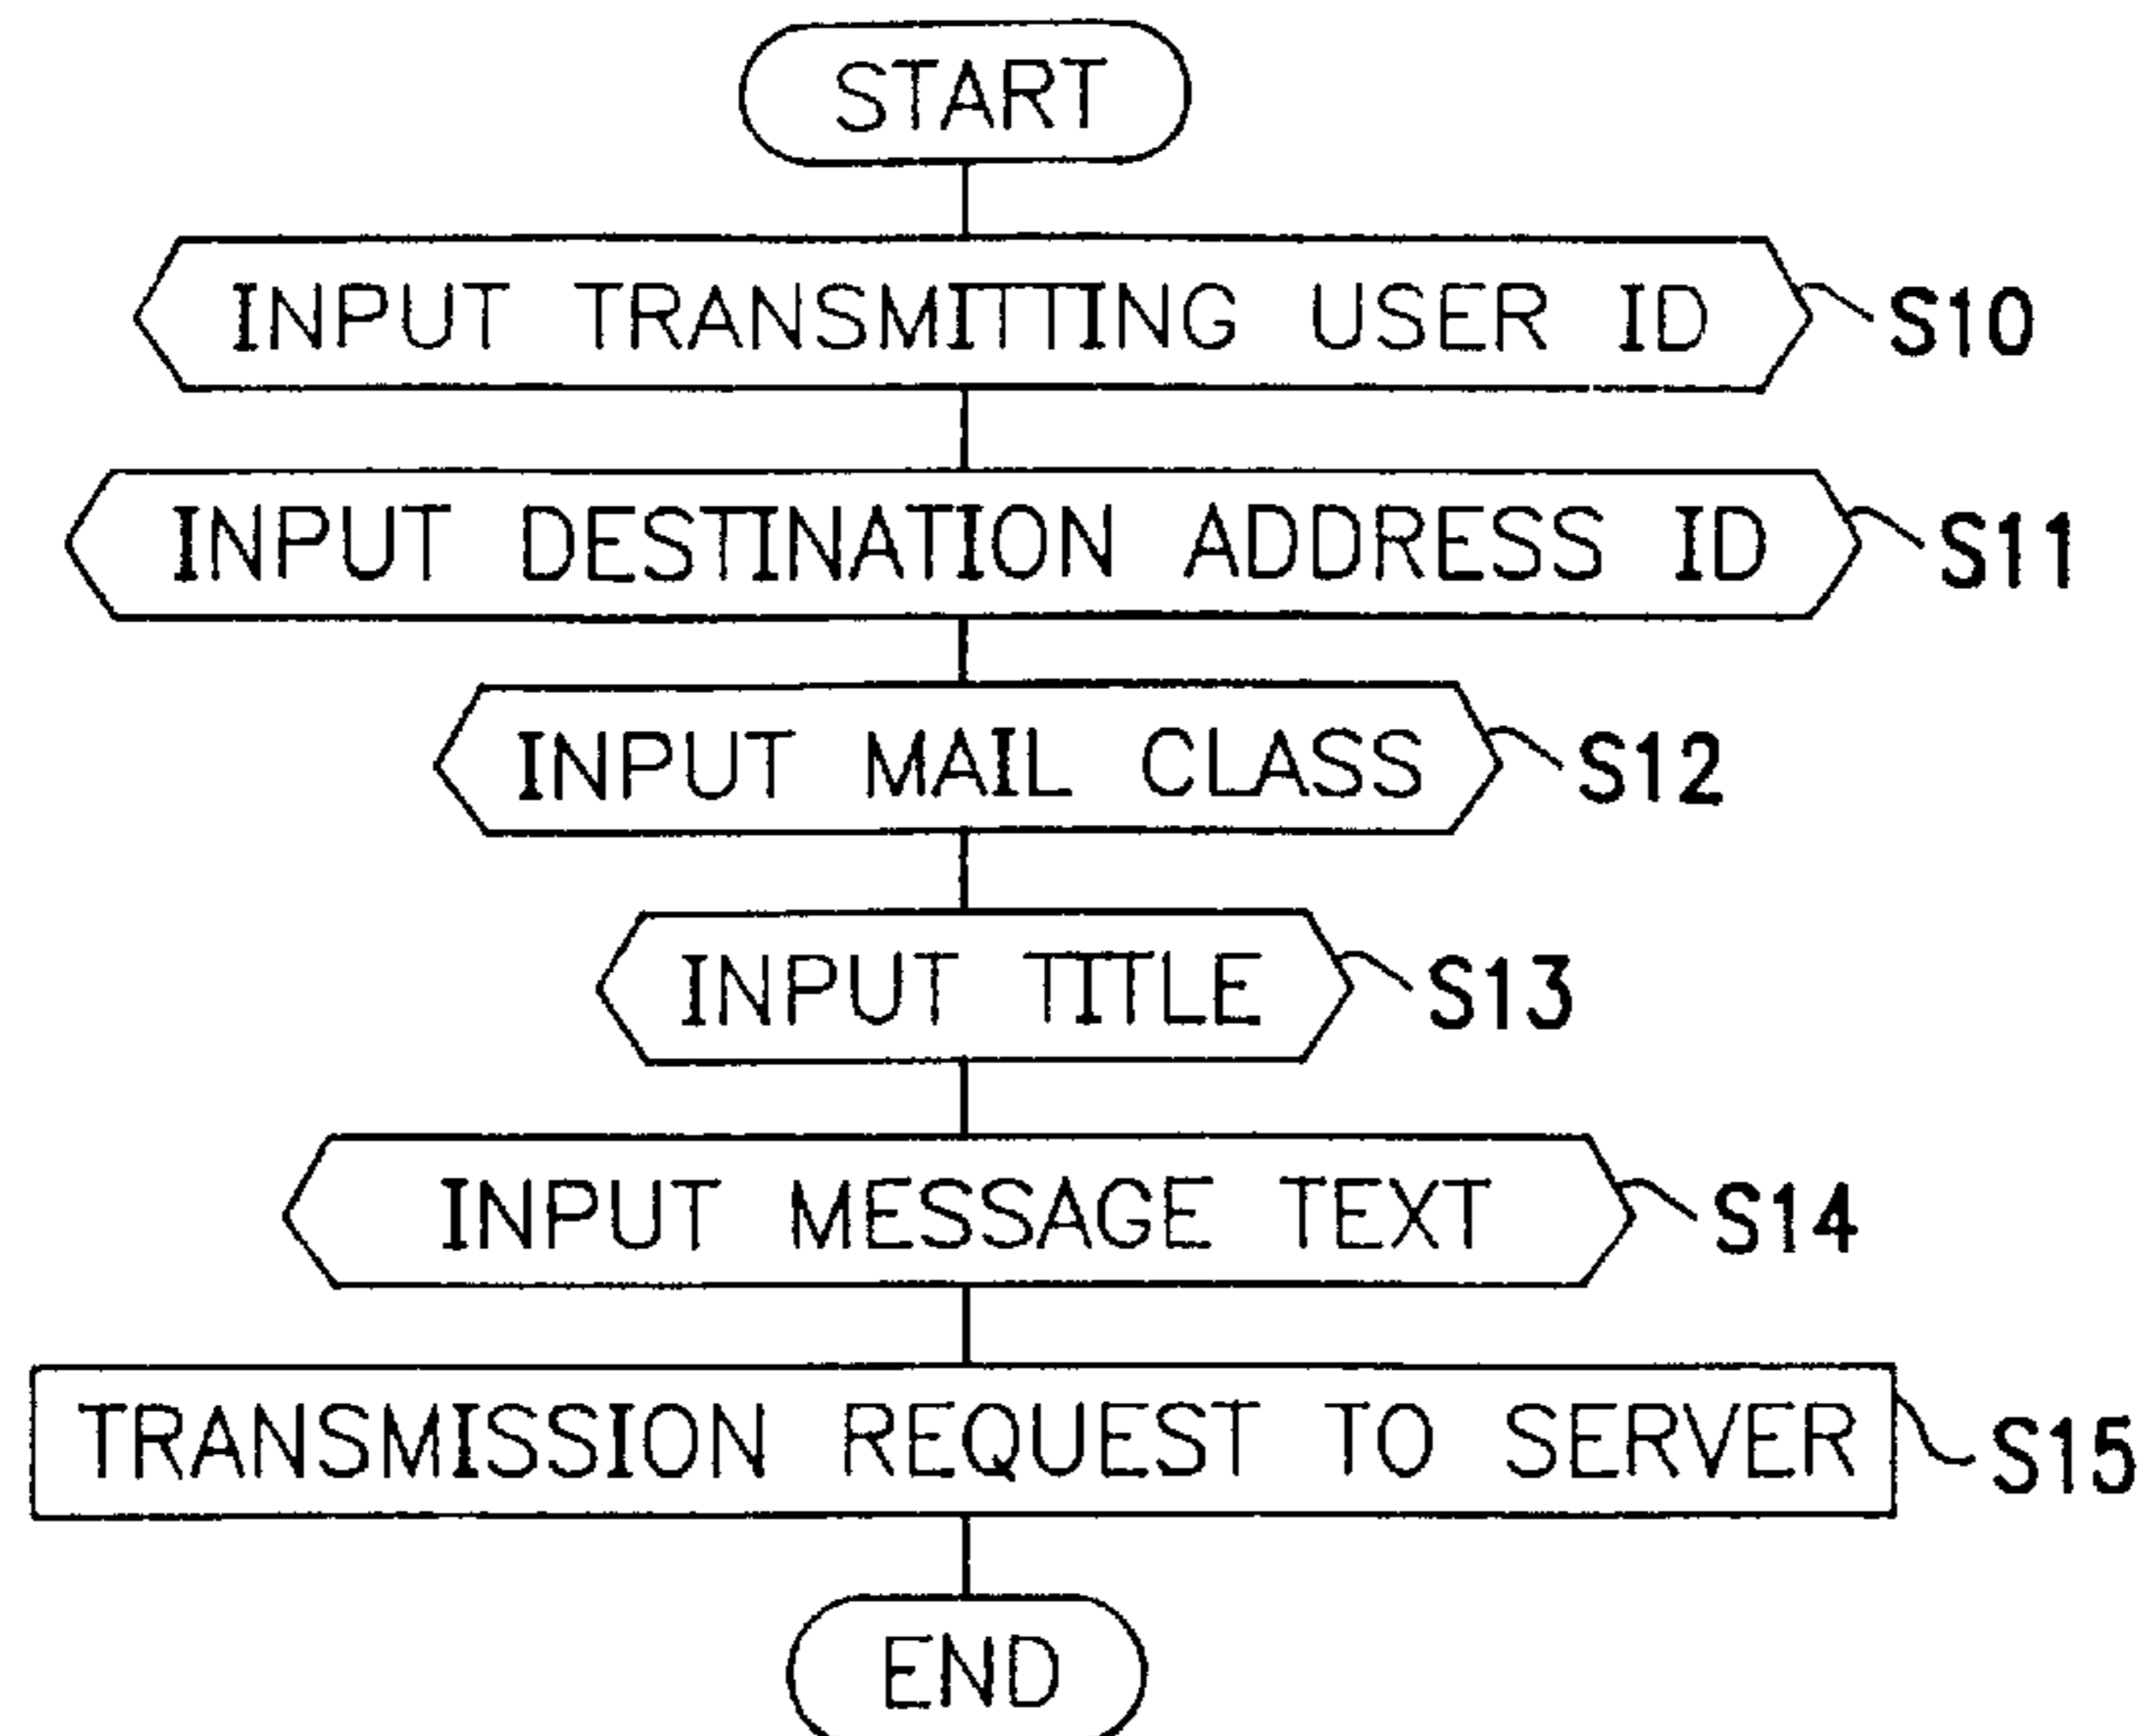 START
INPUT TRANSMITTING USER ID S10
INPUT DESTINATION ADDRESS ID S11
INPUT MAIL CLASS S12
INPUT TITLE S13
INPUT MESSAGE TEXT S14
TRANSMISSION REQUEST TO SERVER S15
END